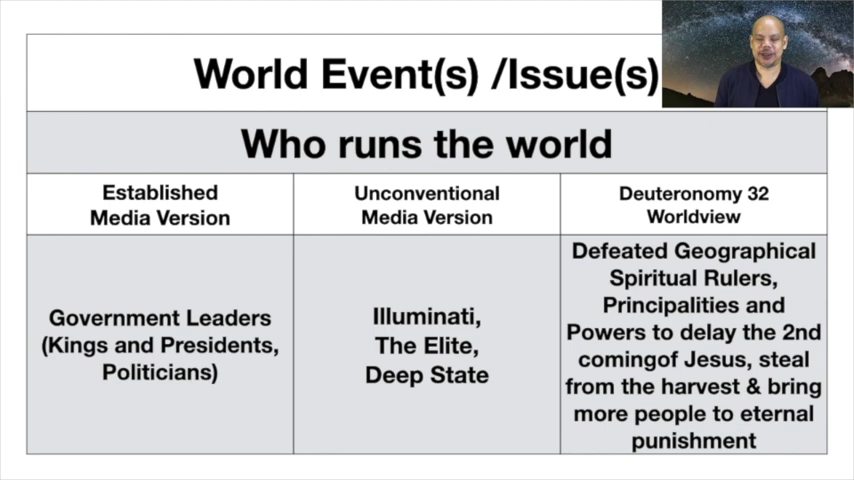 World Event(s) /Issue(s)
Who runs the world
Established
Media Version
Unconventional
Media Version
Deuteronomy 32
Worldview
Government Leaders
(Kings and Presidents,
Politicians)
Illuminati,
The Elite,
Deep State
Defeated Geographical
Spiritual Rulers,
Principalities and
Powers to delay the 2nd
comingof Jesus, steal
from the harvest & bring
more people to eternal
punishment